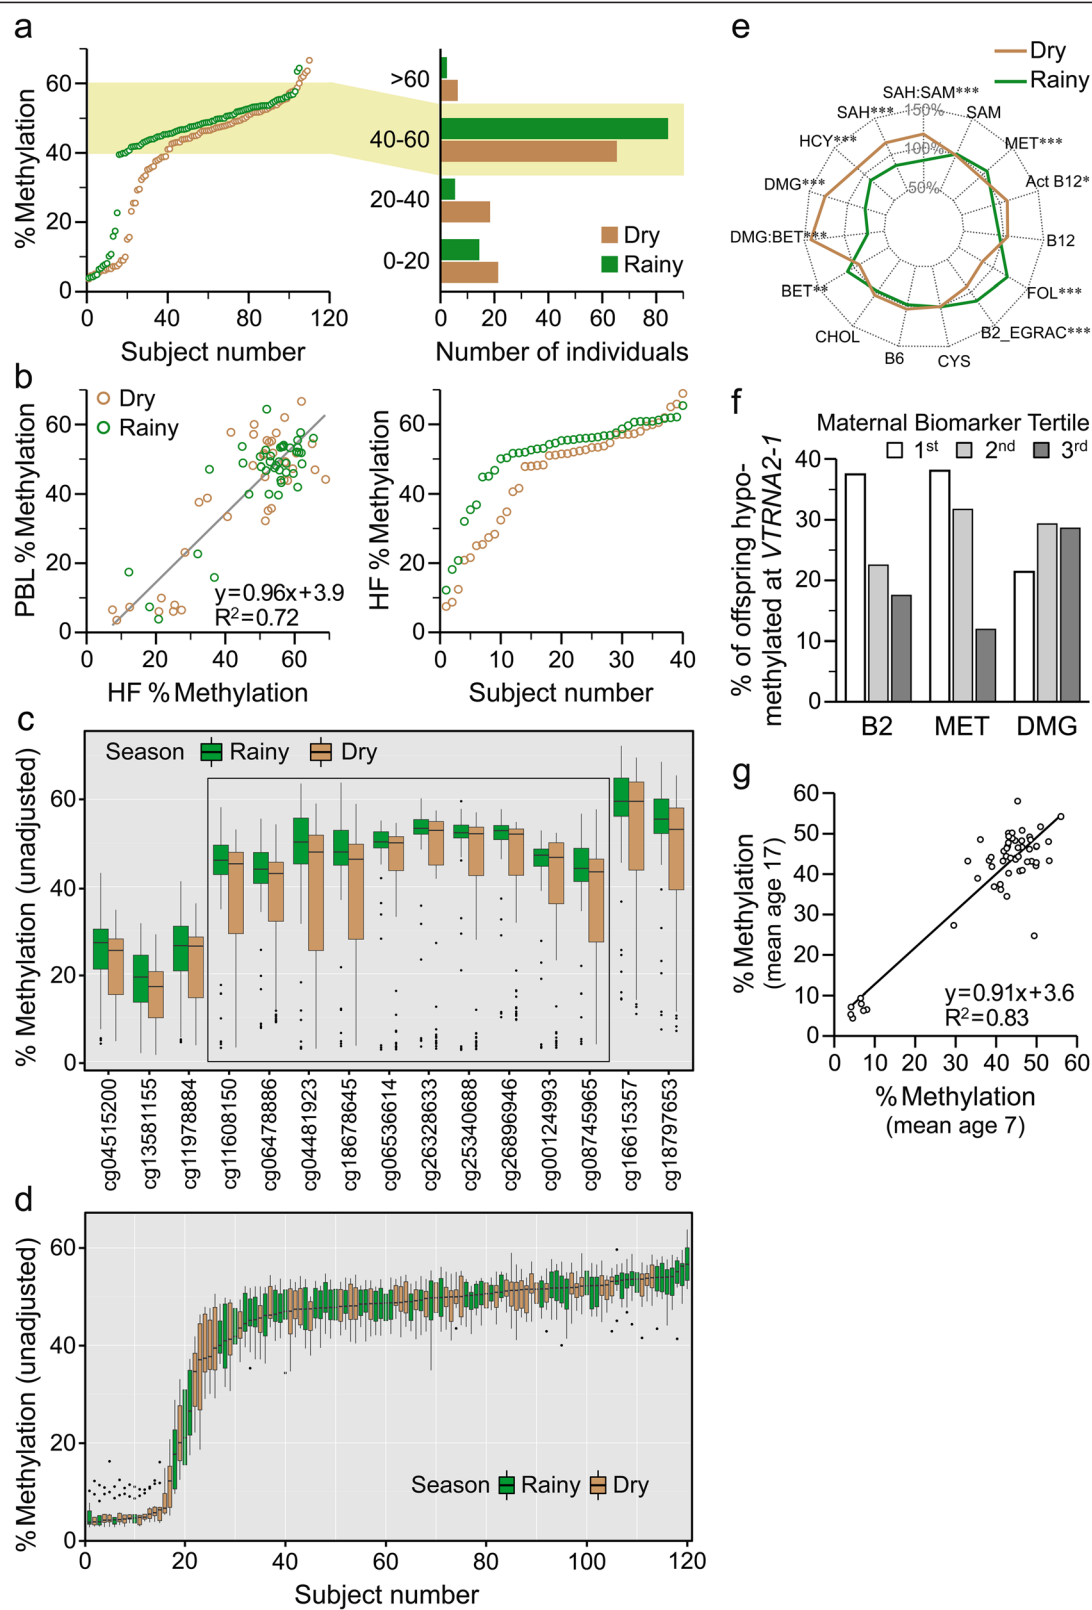 a
% Methylation
60
40
20
0
0 40 80 120
Subject number
>60
40-60
20-40
0-20
Dry
Rainy
0 20 40 60 80
Number of individuals
e
Dry
Rainy
SAH:SAM***
150%
100%
50%
SAM
MET***
Act B12*
B12
FOL***
B2_EGRAC***
CYS
B6
CHOL
BET**
DMG:BET***
DMG***
HCY***
SAH***
b
PBL % Methylation
60
40
20
0
Dry
Rainy
y=0.96x+3.9
R²=0.72
0 20 40 60
HF % Methylation
HF % Methylation
60
40
20
0
0 10 20 30 40
Subject number
f
Maternal Biomarker Tertile
1st 2nd 3rd
% of offspring hypo-
methylated at VTRNA2-1
40
30
20
10
0
B2 MET DMG
c
% Methylation (unadjusted)
Season Rainy Dry
60
40
20
0
cg04515200
cg13581155
cg11978884
cg11608150
cg06478886
cg04481923
cg18678645
cg06536614
cg26328633
cg25340688
cg26896946
cg00124993
cg08745965
cg16615357
cg18797653
g
% Methylation
(mean age 17)
60
50
40
30
20
10
0
y=0.91x+3.6
R²=0.83
0 10 20 30 40 50 60
% Methylation
(mean age 7)
d
% Methylation (unadjusted)
60
40
20
0
Season Rainy Dry
0 20 40 60 80 100 120
Subject number